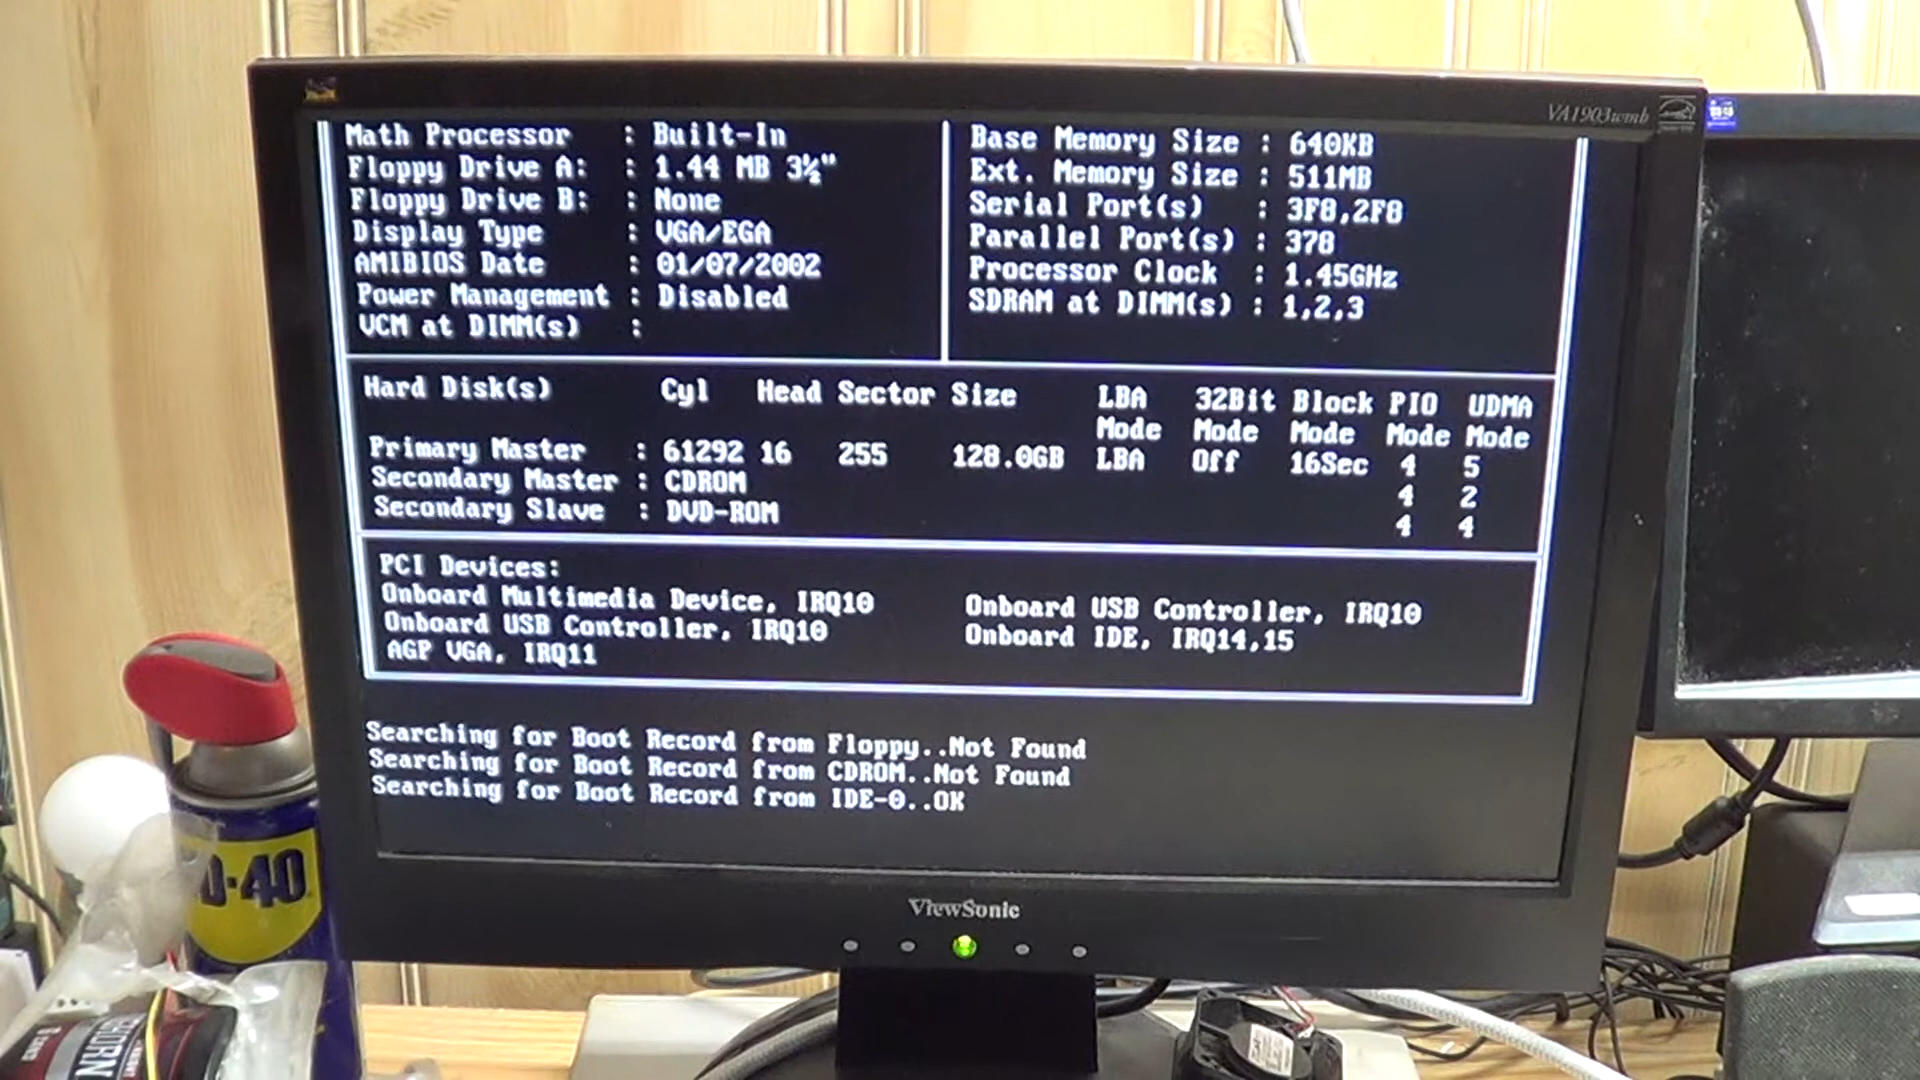 VA1903wmb
Math Processor : Built-In
Floppy Drive A: : 1.44 MB 3½"
Floppy Drive B: : None
Display Type : VGA/EGA
AMIBIOS Date : 01/07/2002
Power Management : Disabled
VCM at DIMM(s) :
Base Memory Size : 640KB
Ext. Memory Size : 511MB
Serial Port(s) : 3F8,2F8
Parallel Port(s) : 378
Processor Clock : 1.45GHz
SDRAM at DIMM(s) : 1,2,3
Hard Disk(s) Cyl Head Sector Size LBA Mode 32Bit Mode Block Mode PIO Mode UDMA Mode
Primary Master : 61292 16 255 128.0GB LBA Off 16Sec 4 5
Secondary Master : CDROM 4 2
Secondary Slave : DVD-ROM 4 4
PCI Devices:
Onboard Multimedia Device, IRQ10 Onboard USB Controller, IRQ10
Onboard USB Controller, IRQ10 Onboard IDE, IRQ14,15
AGP VGA, IRQ11
Searching for Boot Record from Floppy..Not Found
Searching for Boot Record from CDROM..Not Found
Searching for Boot Record from IDE-0..OK
ViewSonic
D-40